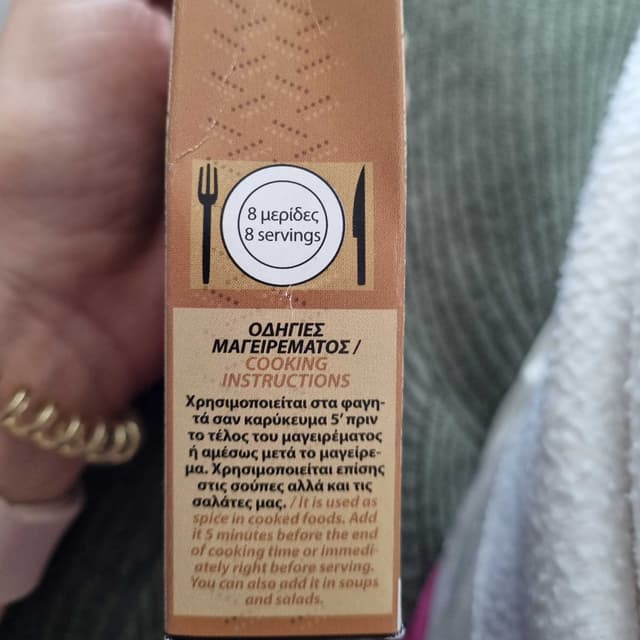 8 μερίδες
8 servings
ΟΔΗΓΙΕΣ
ΜΑΓΕΙΡΕΜΑΤΟΣ /
COOKING
INSTRUCTIONS
Χρησιμοποιείται στα φαγη-
τά σαν καρύκευμα 5’ πριν
το τέλος του μαγειρέματος
ή αμέσως μετά το μαγείρε-
μα. Χρησιμοποιείται επίσης
στις σούπες αλλά και τις
σαλάτες μας. / It is used as
spice in cooked foods. Add
it 5 minutes before the end
of cooking time or immedi-
ately right before serving.
You can also add it in soups
and salads.